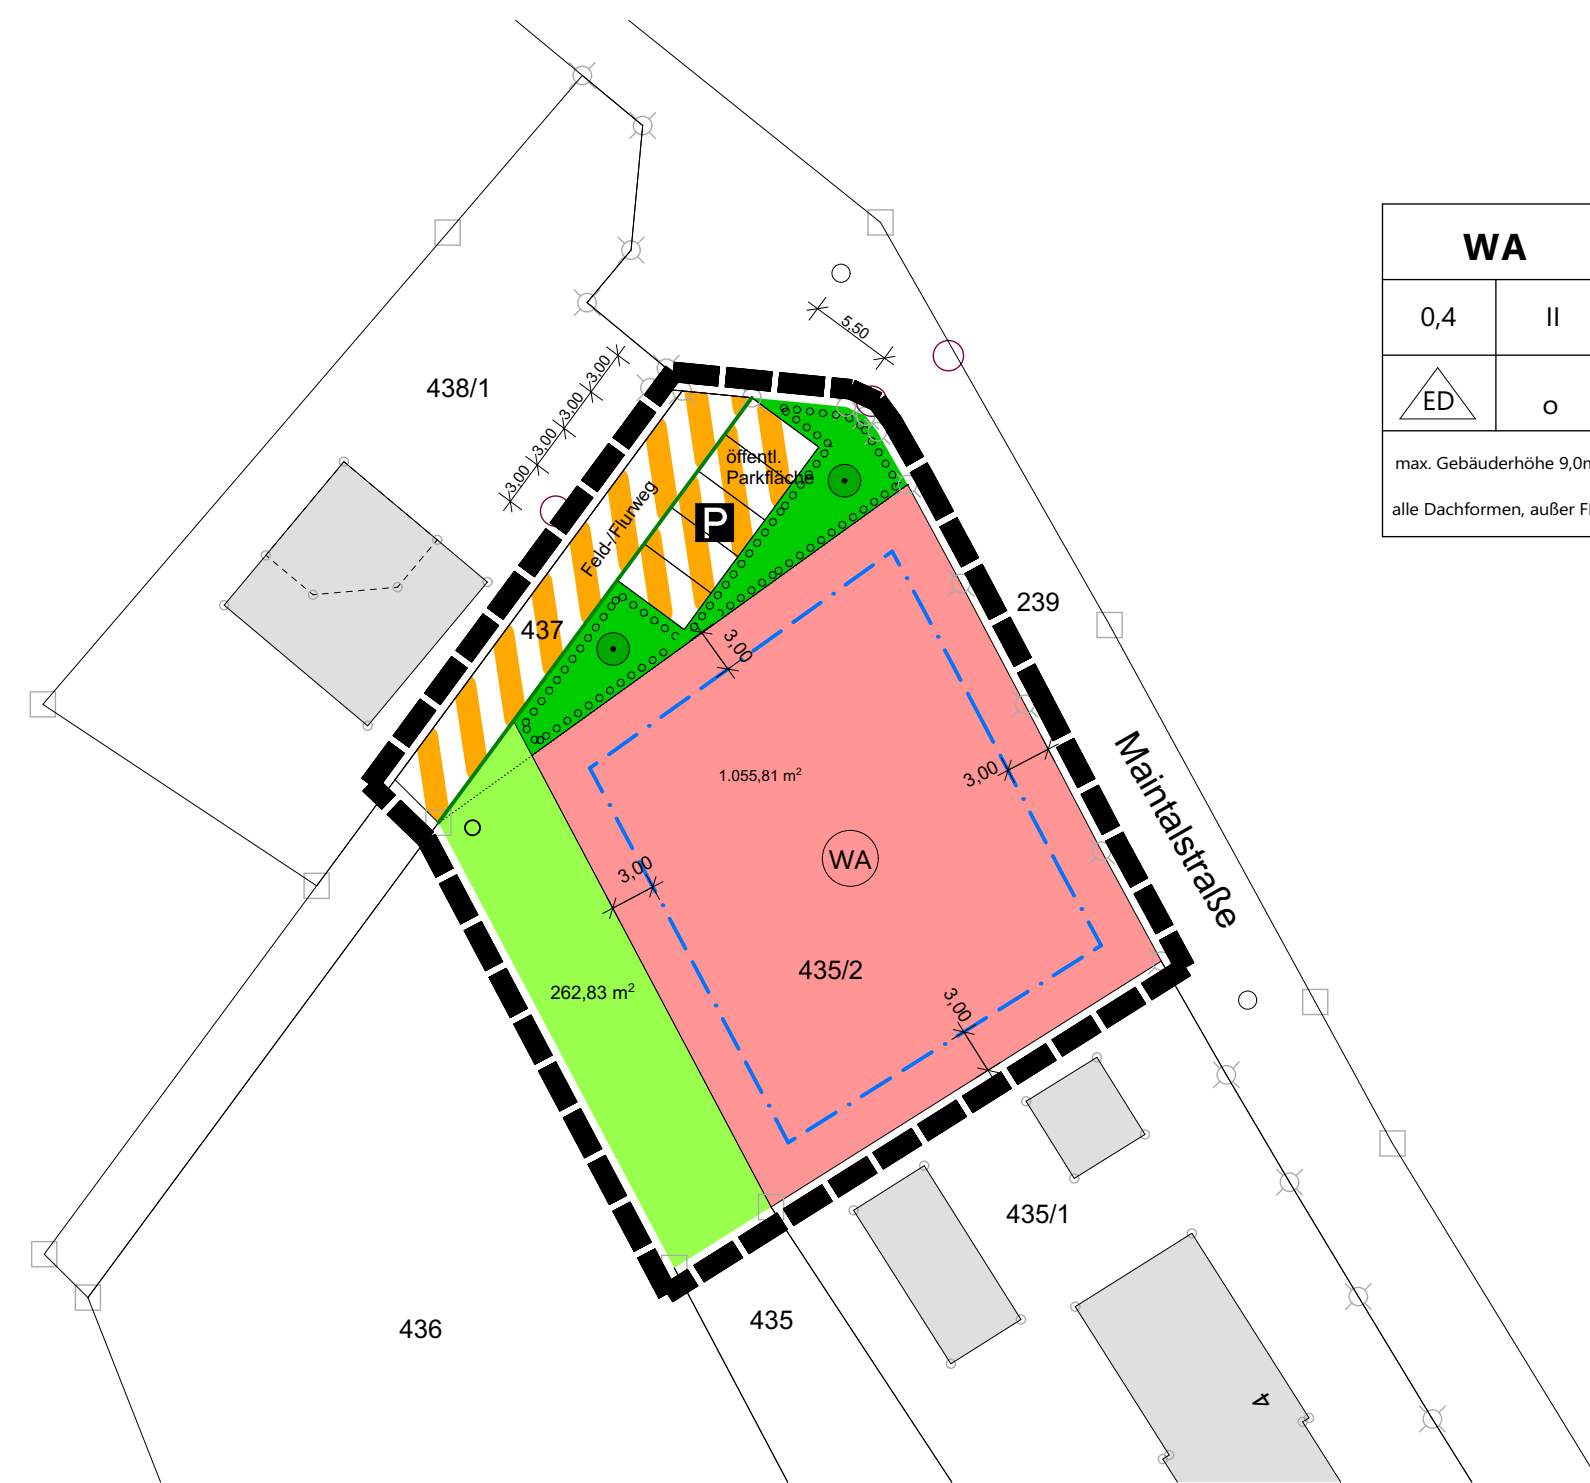 WA
0,4
II
ED
o
max. Gebäuderhöhe 9,0m
alle Dachformen, außer Fl
5,50
438/1
3,00
3,00
3,00
3,00
öffentl.
Parkfläche
P
Feld-/Flurweg
437
239
3,00
3,00
1.055,81 m²
Maintalstraße
WA
3,00
435/2
262,83 m²
3,00
435/1
435
436
4